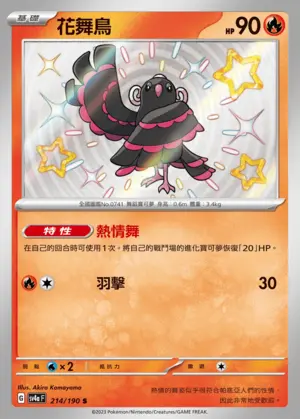 基礎 花舞鳥 HP 90
全國圖鑑No.0741 舞蹈寶可夢 身高：0.6m 體重：3.4kg
特性 熱情舞
在自己的回合時可使用1次。將自己的戰鬥場的進化寶可夢恢復「20」HP。
羽擊 30
Illus. Akira Komayama
弱點 ×2 抵抗力 撤退
G sv4a F 214/190 S
©2023 Pokémon/Nintendo/Creatures/GAME FREAK.